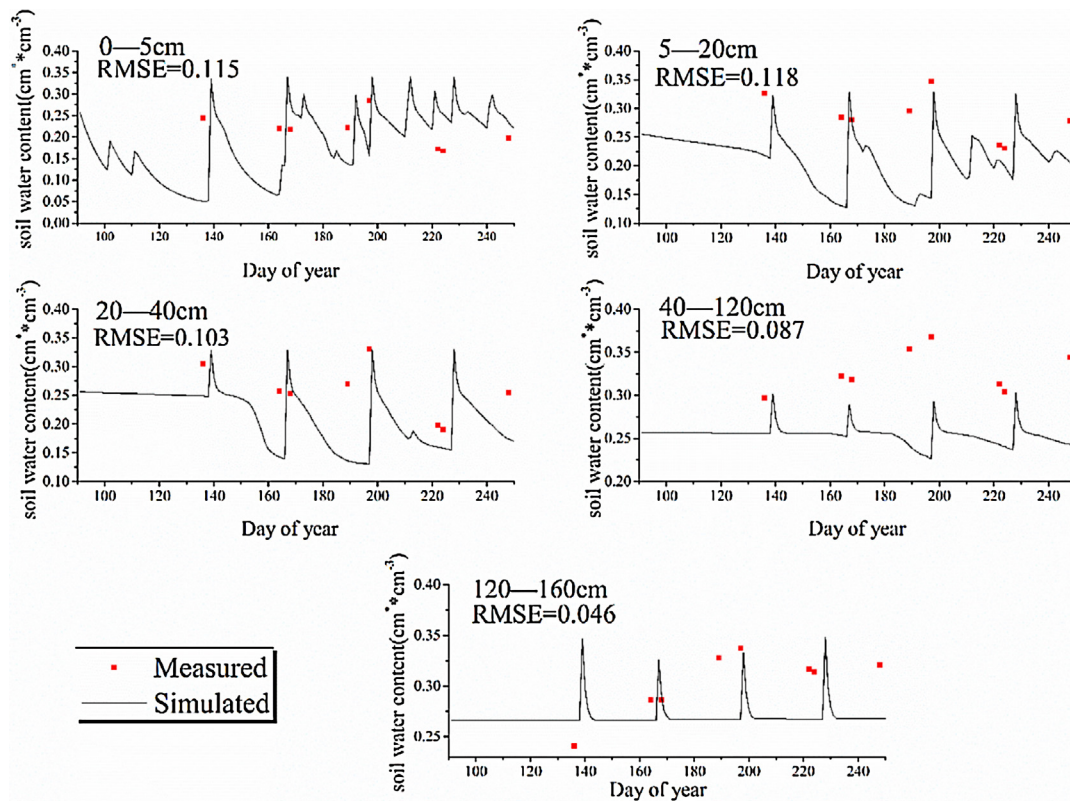 0—5cm
RMSE=0.115
soil water content(cm³*cm⁻³)
0.40
0.35
0.30
0.25
0.20
0.15
0.10
0.05
0.00
100 120 140 160 180 200 220 240
Day of year
5—20cm
RMSE=0.118
soil water content(cm³*cm⁻³)
0.40
0.35
0.30
0.25
0.20
0.15
0.10
100 120 140 160 180 200 220 240
Day of year
20—40cm
RMSE=0.103
soil water content(cm³*cm⁻³)
0.40
0.35
0.30
0.25
0.20
0.15
0.10
100 120 140 160 180 200 220 240
Day of year
40—120cm
RMSE=0.087
soil water content(cm³*cm⁻³)
0.40
0.35
0.30
0.25
0.20
100 120 140 160 180 200 220 240
Day of year
120—160cm
RMSE=0.046
soil water content(cm³*cm⁻³)
0.40
0.35
0.30
0.25
100 120 140 160 180 200 220 240
Day of year
Measured
Simulated